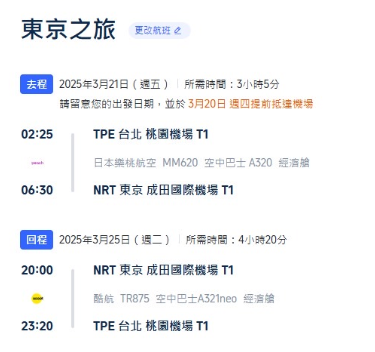 東京之旅 更改航班
去程 2025年3月21日（週五） 所需時間：3小時5分
請留意您的出發日期，並於 3月20日 週四提前抵達機場
02:25 TPE 台北 桃園機場 T1
日本樂桃航空 MM620 空中巴士 A320 經濟艙
06:30 NRT 東京 成田國際機場 T1
回程 2025年3月25日（週二） 所需時間：4小時20分
20:00 NRT 東京 成田國際機場 T1
酷航 TR875 空中巴士A321neo 經濟艙
23:20 TPE 台北 桃園機場 T1